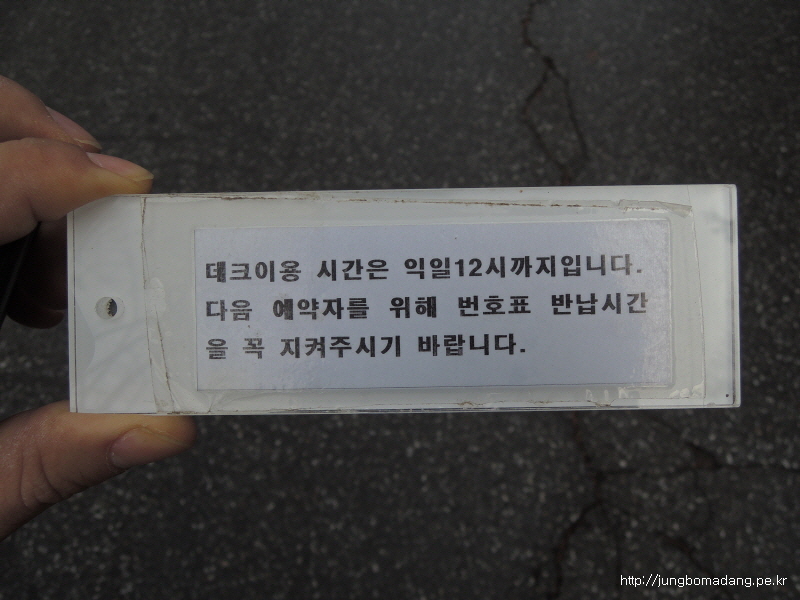 데크이용 시간은 익일12시까지입니다.
다음 예약자를 위해 번호표 반납시간
을 꼭 지켜주시기 바랍니다.
http://jungbomadang.pe.kr